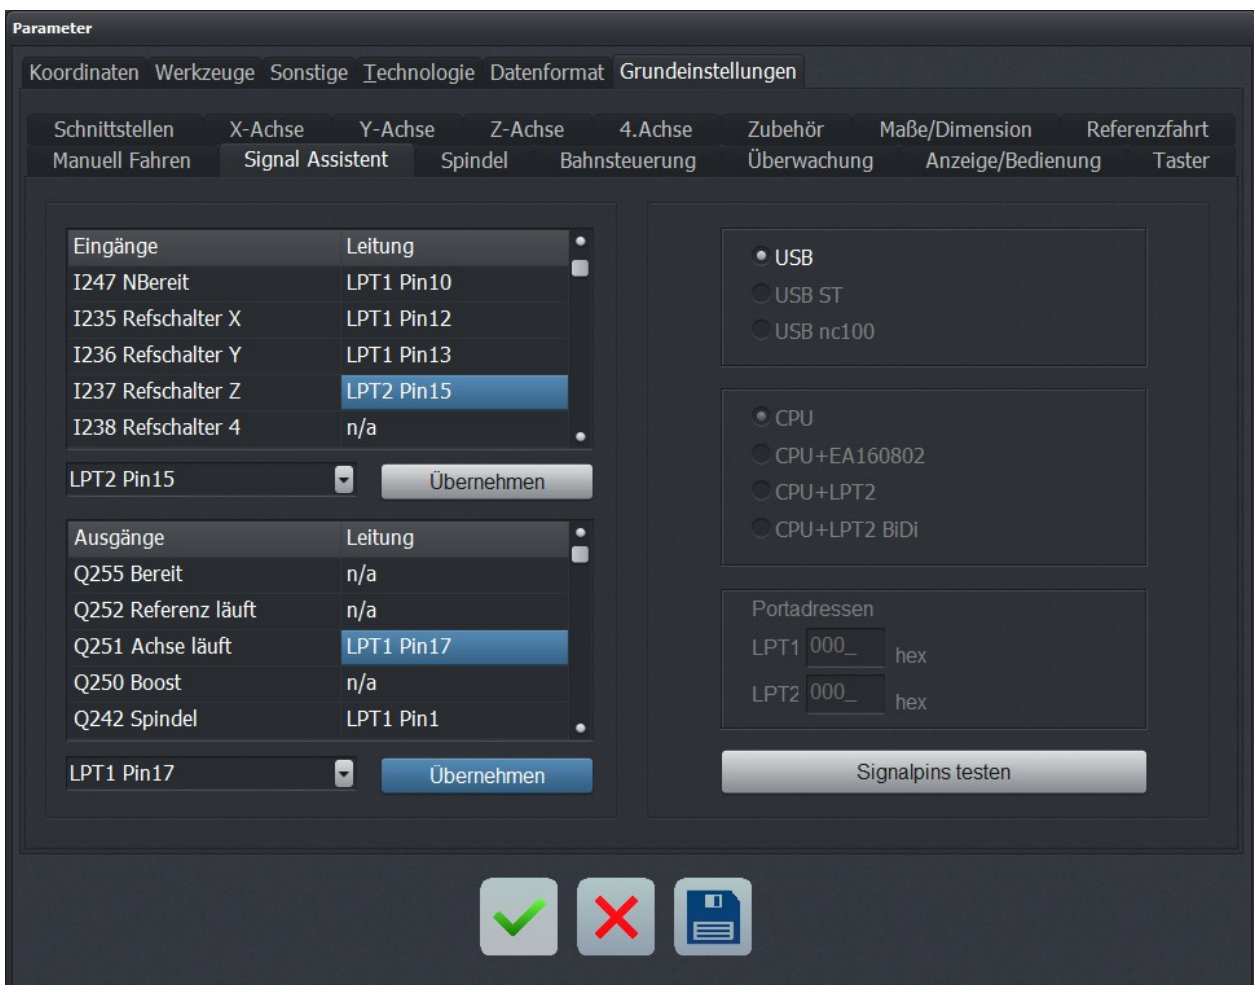 Parameter
Koordinaten Werkzeuge Sonstige Technologie Datenformat Grundeinstellungen
Schnittstellen X-Achse Y-Achse Z-Achse 4.Achse Zubehör Maße/Dimension Referenzfahrt
Manuell Fahren Signal Assistent Spindel Bahnsteuerung Überwachung Anzeige/Bedienung Taster
Eingänge Leitung
I247 NBereit LPT1 Pin10
I235 Refschalter X LPT1 Pin12
I236 Refschalter Y LPT1 Pin13
I237 Refschalter Z LPT2 Pin15
I238 Refschalter 4 n/a
LPT2 Pin15 Übernehmen
Ausgänge Leitung
Q255 Bereit n/a
Q252 Referenz läuft n/a
Q251 Achse läuft LPT1 Pin17
Q250 Boost n/a
Q242 Spindel LPT1 Pin1
LPT1 Pin17 Übernehmen
USB
USB ST
USB nc100
CPU
CPU+EA160802
CPU+LPT2
CPU+LPT2 BiDi
Portadressen
LPT1 000_ hex
LPT2 000_ hex
Signalpins testen